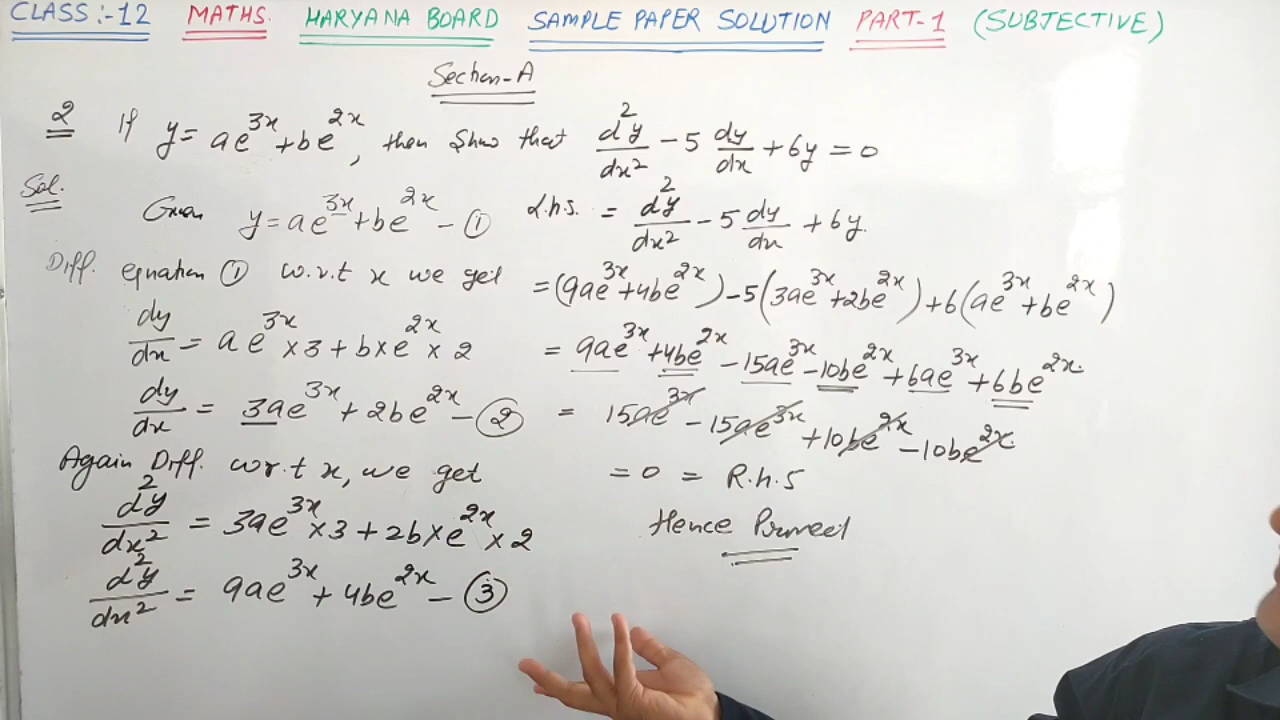 CLASS :- 12 MATHS. HARYANA BOARD SAMPLE PAPER SOLUTION PART-1 (SUBJECTIVE)
Section-A
2 If y = ae^{3x} + be^{2x}, then show that d²y/dx² - 5 dy/dx + 6y = 0
Sol.
Given y = ae^{3x} + be^{2x} - ①
Diff. equation ① w.r.t x we get
dy/dx = ae^{3x} × 3 + b × e^{2x} × 2
dy/dx = 3ae^{3x} + 2be^{2x} - ②
Again Diff. w.r.t x, we get
d²y/dx² = 3ae^{3x} × 3 + 2b × e^{2x} × 2
d²y/dx² = 9ae^{3x} + 4be^{2x} - ③
L.h.s. = d²y/dx² - 5 dy/dx + 6y.
= (9ae^{3x} + 4be^{2x}) - 5(3ae^{3x} + 2be^{2x}) + 6(ae^{3x} + be^{2x})
= 9ae^{3x} + 4be^{2x} - 15ae^{3x} - 10be^{2x} + 6ae^{3x} + 6be^{2x}.
= 15ae^{3x} - 15ae^{3x} + 10be^{2x} - 10be^{2x}.
= 0 = R.h.s
Hence Proved